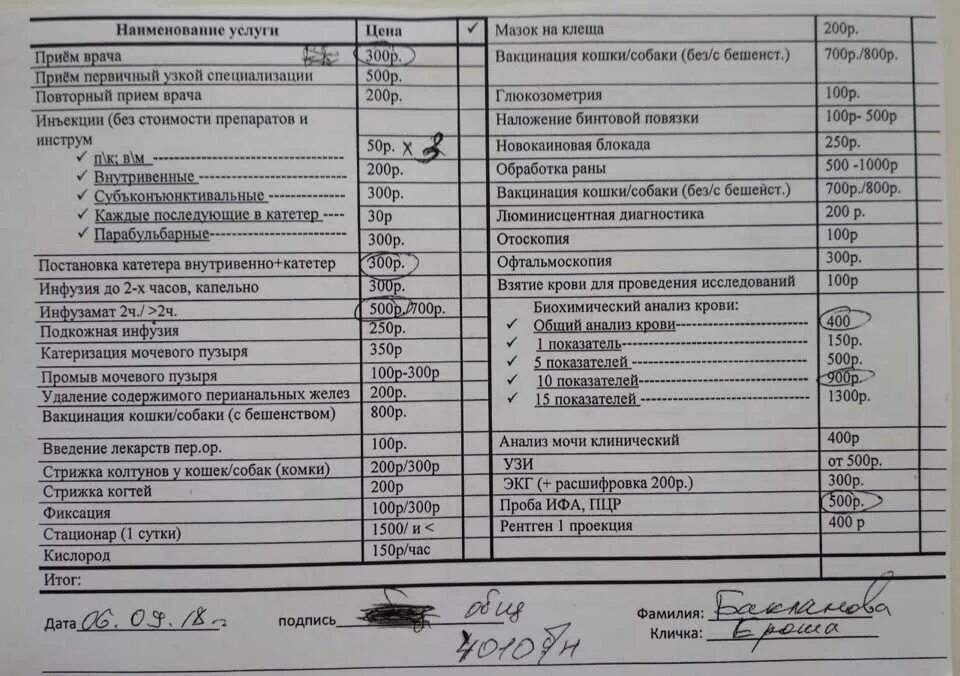 Наименование услуги Цена ✓
Приём врача 300р.
Приём первичный узкой специализации 500р.
Повторный прием врача 200р.
Инъекции (без стоимости препаратов и
инструм
✓ п\к; в\м ---- 50р. x 3
✓ Внутривенные ---- 200р.
✓ Субъконъюнктивальные ---- 300р.
✓ Каждые последующие в катетер ---- 30р
✓ Парабульбарные---- 300р.
Постановка катетера внутривенно+катетер 300р.
Инфузия до 2-х часов, капельно 300р.
Инфузамат 2ч./ >2ч. 500р./700р.
Подкожная инфузия 250р.
Катеризация мочевого пузыря 350р
Промыв мочевого пузыря 100р-300р
Удаление содержимого перианальных желез 200р.
Вакцинация кошки/собаки (с бешенством) 800р.
Введение лекарств пер.ор. 100р.
Стрижка колтунов у кошек/собак (комки) 200р/300р
Стрижка когтей 200р
Фиксация 100р/300р
Стационар (1 сутки) 1500/ и <
Кислород 150р/час
Мазок на клеща 200р.
Вакцинация кошки/собаки (без/с бешенст.) 700р./800р.
Глюкозометрия 100р.
Наложение бинтовой повязки 100р- 500р
Новокаиновая блокада 250р.
Обработка раны 500 -1000р
Вакцинация кошки/собаки (без/с бешейст.) 700р./800р.
Люминисцентная диагностика 200 р.
Отоскопия 100р
Офтальмоскопия 300р.
Взятие крови для проведения исследований 100р
Биохимический анализ крови:
✓ Общий анализ крови---- 400
✓ 1 показатель---- 150р.
✓ 5 показателей ---- 500р.
✓ 10 показателей---- 900р.
✓ 15 показателей ---- 1300р.
Анализ мочи клинический 400р
УЗИ от 500р.
ЭКГ (+ расшифровка 200р.) 300р.
Проба ИФА, ПЦР 500р.
Рентген 1 проекция 400 р
Итог:
Дата 06.09.18г. подпись общ Фамилия: Бакланова
4010 б/н Кличка: Ероша